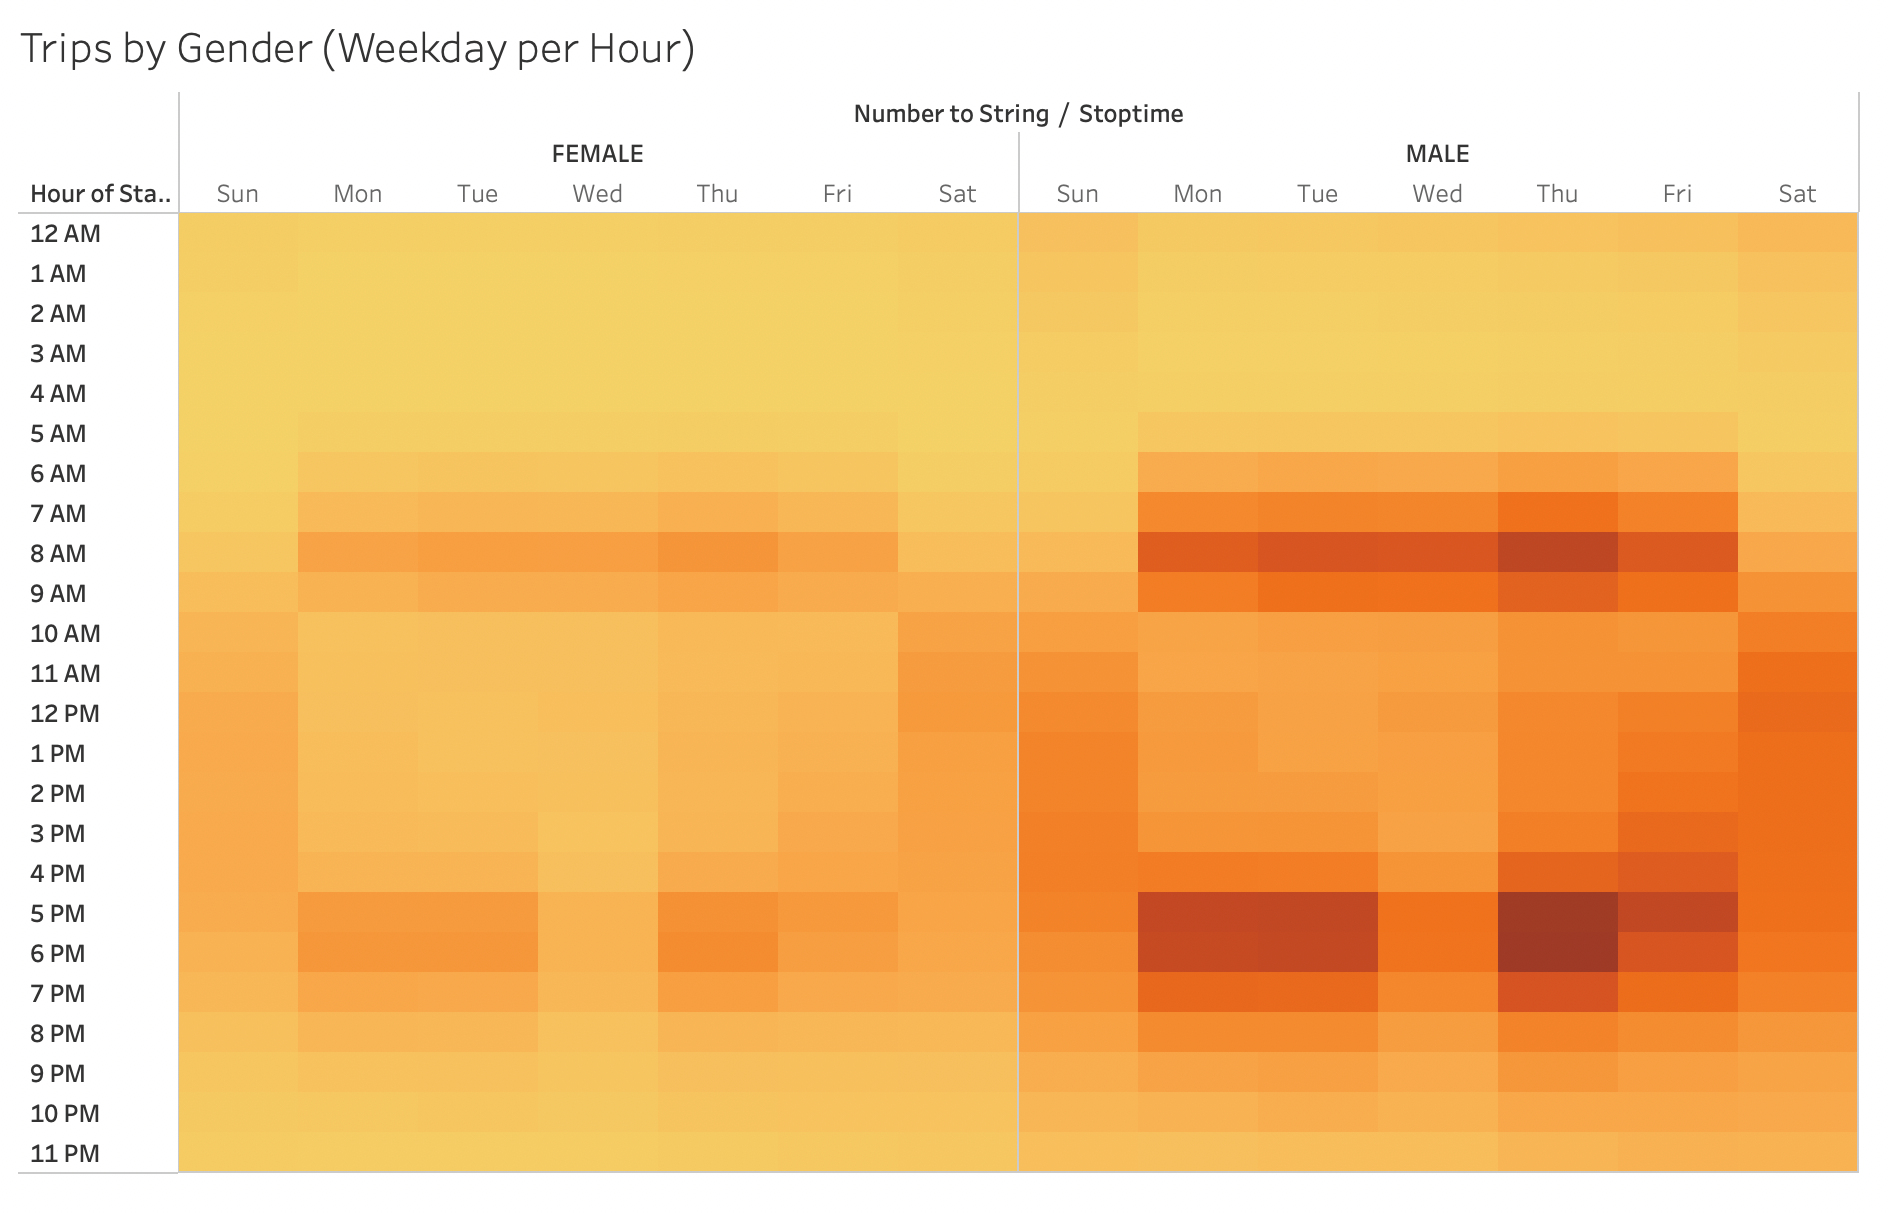 Trips by Gender (Weekday per Hour)
Number to String / Stoptime
FEMALE MALE
Hour of Sta.. Sun Mon Tue Wed Thu Fri Sat Sun Mon Tue Wed Thu Fri Sat
12 AM
1 AM
2 AM
3 AM
4 AM
5 AM
6 AM
7 AM
8 AM
9 AM
10 AM
11 AM
12 PM
1 PM
2 PM
3 PM
4 PM
5 PM
6 PM
7 PM
8 PM
9 PM
10 PM
11 PM